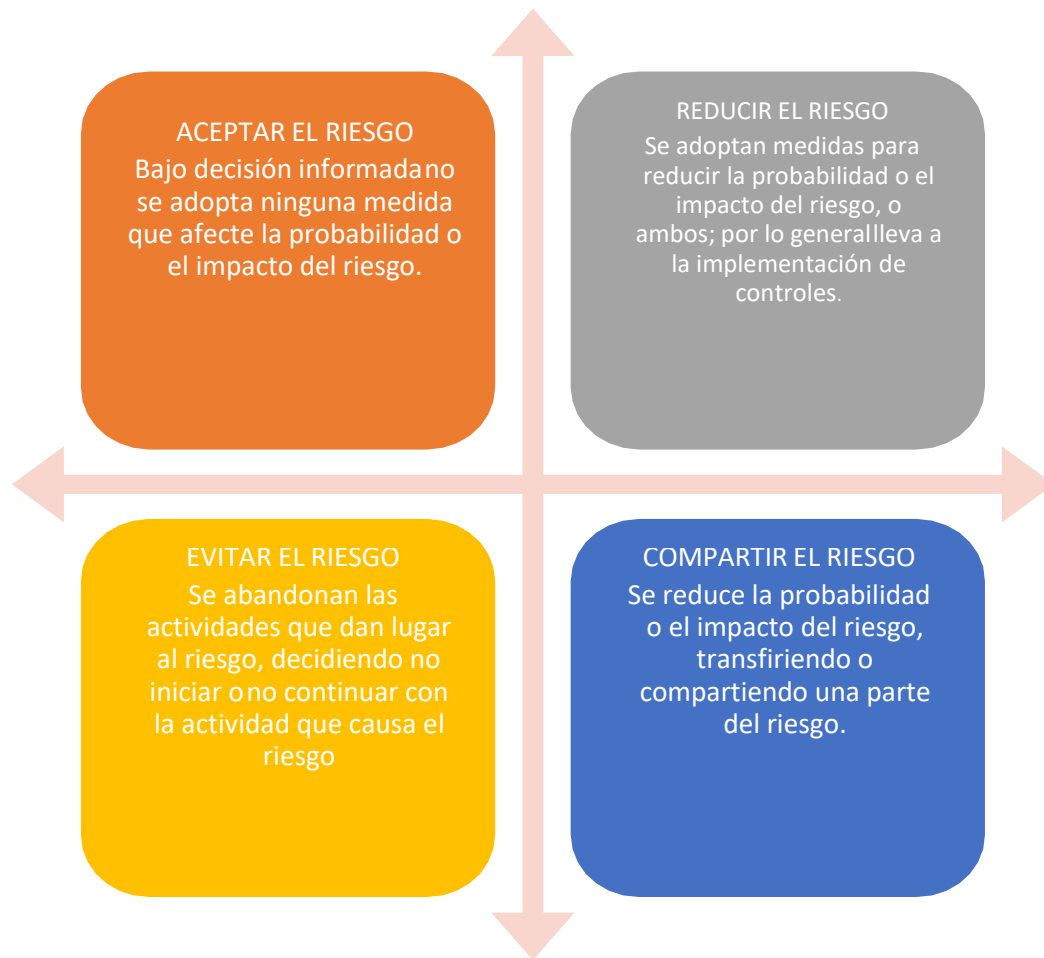 ACEPTAR EL RIESGO
Bajo decisión informadano
se adopta ninguna medida
que afecte la probabilidad o
el impacto del riesgo.
REDUCIR EL RIESGO
Se adoptan medidas para
reducir la probabilidad o el
impacto del riesgo, o
ambos; por lo generallleva a
la implementación de
controles.
EVITAR EL RIESGO
Se abandonan las
actividades que dan lugar
al riesgo, decidiendo no
iniciar o no continuar con
la actividad que causa el
riesgo
COMPARTIR EL RIESGO
Se reduce la probabilidad
o el impacto del riesgo,
transfiriendo o
compartiendo una parte
del riesgo.